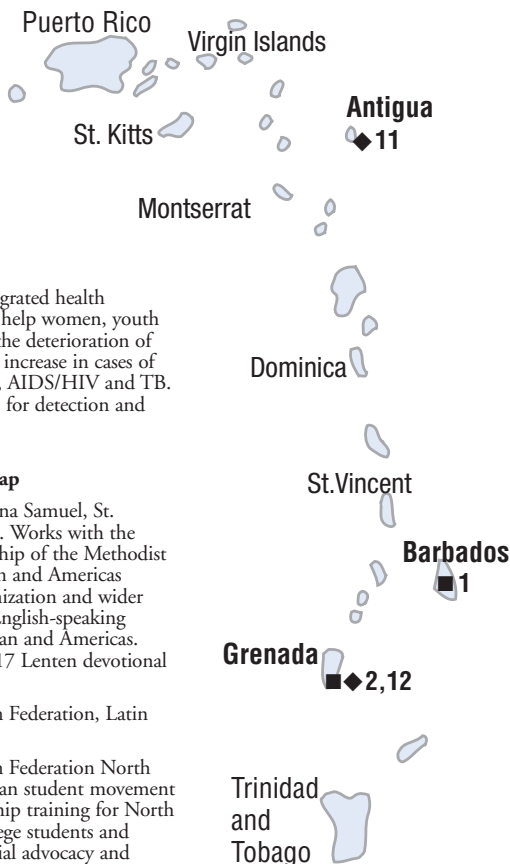 Puerto Rico
Virgin Islands
Antigua
◆ 11
St. Kitts
Montserrat
grated health
help women, youth
the deterioration of
increase in cases of
, AIDS/HIV and TB.
for detection and
Dominica
St.Vincent
ap
na Samuel, St.
. Works with the
hip of the Methodist
n and Americas
nization and wider
English-speaking
an and Americas.
17 Lenten devotional
Barbados
■ 1
Grenada
■◆ 2,12
n Federation, Latin
n Federation North
an student movement
hip training for North
ege students and
ial advocacy and
Trinidad
and
Tobago